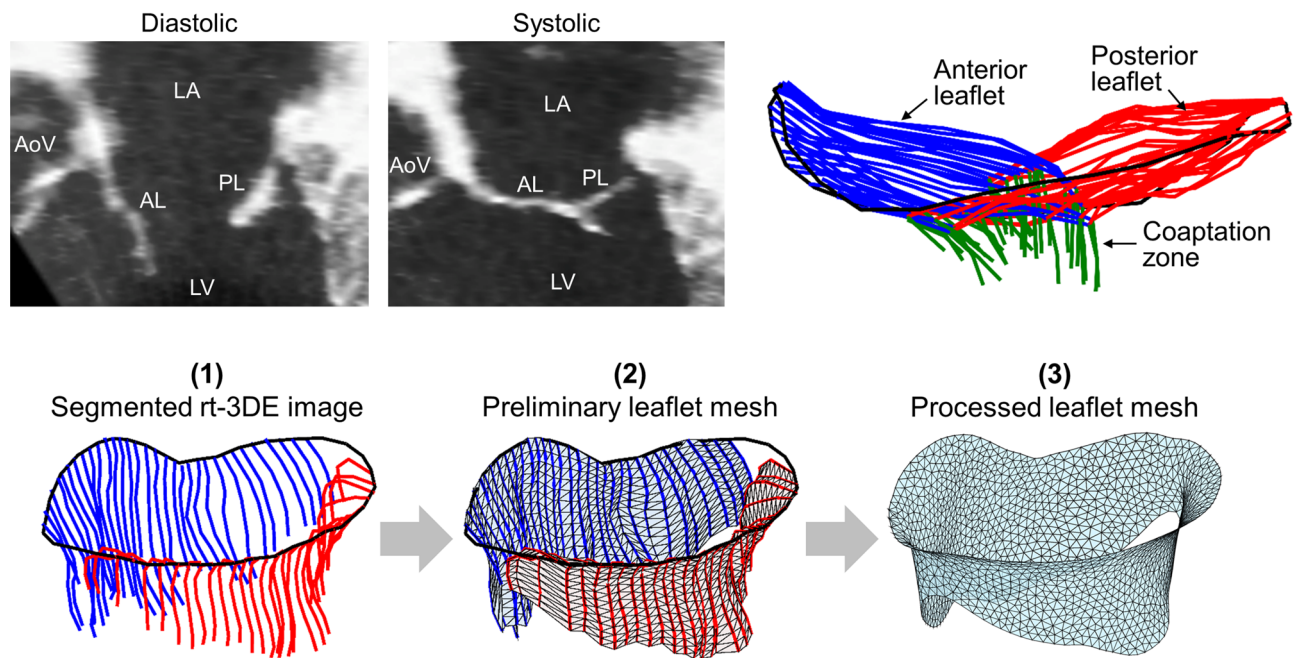 Diastolic
LA
AoV
AL
PL
LV
Systolic
LA
AoV
AL
PL
LV
Anterior
leaflet
Posterior
leaflet
Coaptation
zone
(1)
Segmented rt-3DE image
(2)
Preliminary leaflet mesh
(3)
Processed leaflet mesh